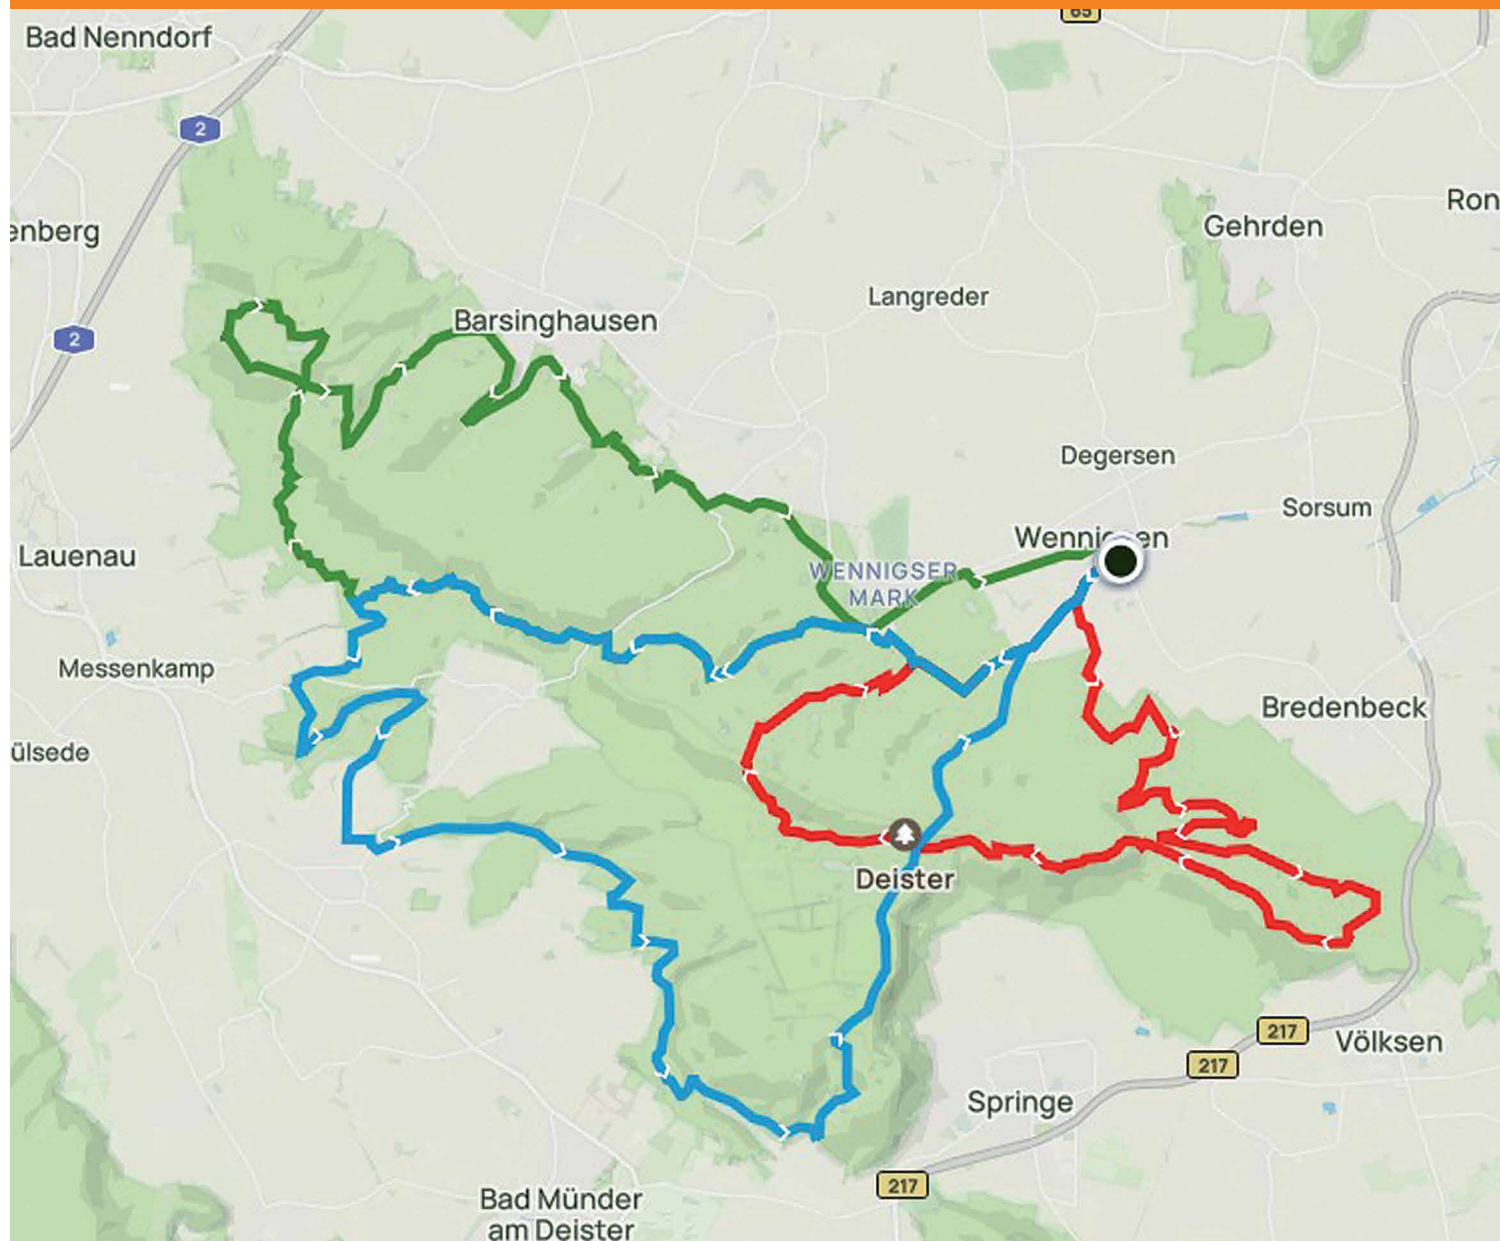 65
Bad Nenndorf
2
Ron
Gehrden
enberg
Langreder
Barsinghausen
2
Degersen
Sorsum
Lauenau
WENNIGSER
MARK
Messenkamp
Bredenbeck
ülsede
Deister
217
Völksen
217
Springe
217
Bad Münder
am Deister